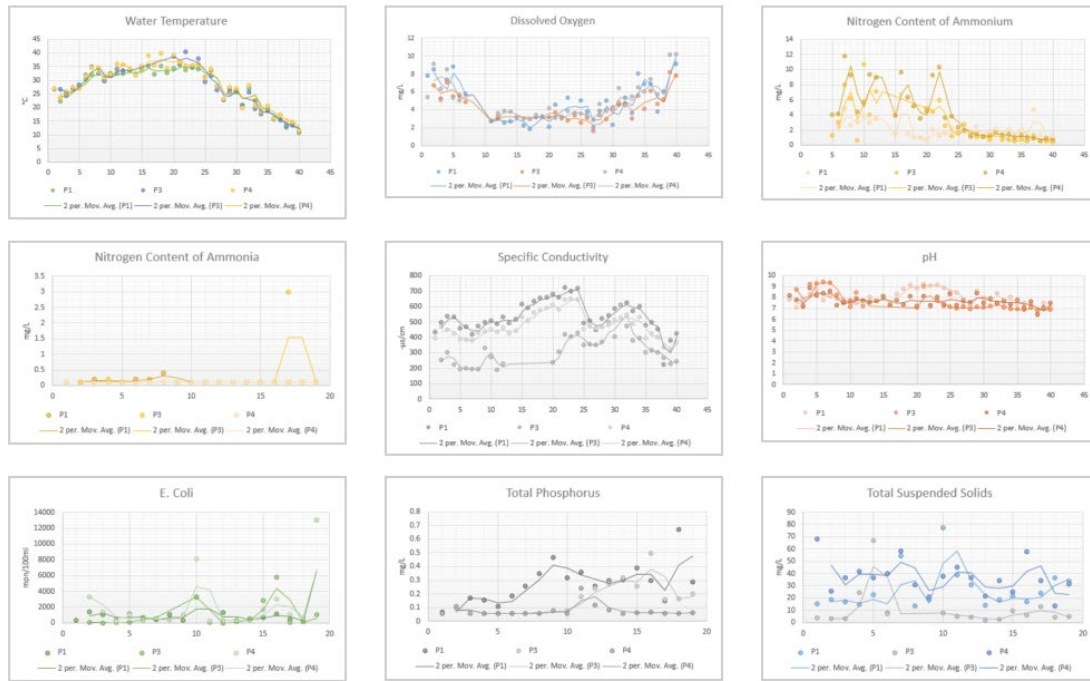 Water Temperature
40
35
30
25
20
15
10
5
0
°C
0 5 10 15 20 25 30 35 40 45
P1 P3 P4
2 per. Mov. Avg. (P1) 2 per. Mov. Avg. (P3) 2 per. Mov. Avg. (P4)
Dissolved Oxygen
12
10
8
6
4
2
0
mg/L
0 5 10 15 20 25 30 35 40 45
P1 P3 P4
2 per. Mov. Avg. (P1) 2 per. Mov. Avg. (P3) 2 per. Mov. Avg. (P4)
Nitrogen Content of Ammonium
14
12
10
8
6
4
2
0
mg/L
0 5 10 15 20 25 30 35 40 45
P1 P3 P4
2 per. Mov. Avg. (P1) 2 per. Mov. Avg. (P3) 2 per. Mov. Avg. (P4)
Nitrogen Content of Ammonia
3.5
3
2.5
2
1.5
1
0.5
0
mg/L
0 5 10 15 20
P1 P3 P4
2 per. Mov. Avg. (P1) 2 per. Mov. Avg. (P3) 2 per. Mov. Avg. (P4)
Specific Conductivity
800
700
600
500
400
300
200
100
0
0 5 10 15 20 25 30 35 40 45
P1 P3 P4
2 per. Mov. Avg. (P1) 2 per. Mov. Avg. (P3) 2 per. Mov. Avg. (P4)
pH
10
9
8
7
6
5
4
3
2
1
0
0 5 10 15 20 25 30 35 40 45
P1 P3 P4
2 per. Mov. Avg. (P1) 2 per. Mov. Avg. (P3) 2 per. Mov. Avg. (P4)
E. Coli
14000
12000
10000
8000
6000
4000
2000
0
mpn/100ml
0 5 10 15 20
P1 P3 P4
2 per. Mov. Avg. (P1) 2 per. Mov. Avg. (P3) 2 per. Mov. Avg. (P4)
Total Phosphorus
0.8
0.7
0.6
0.5
0.4
0.3
0.2
0.1
0
mg/L
0 5 10 15 20
P1 P3 P4
2 per. Mov. Avg. (P1) 2 per. Mov. Avg. (P3) 2 per. Mov. Avg. (P4)
Total Suspended Solids
90
80
70
60
50
40
30
20
10
0
mg/L
0 5 10 15 20
P1 P3 P4
2 per. Mov. Avg. (P1) 2 per. Mov. Avg. (P3) 2 per. Mov. Avg. (P4)